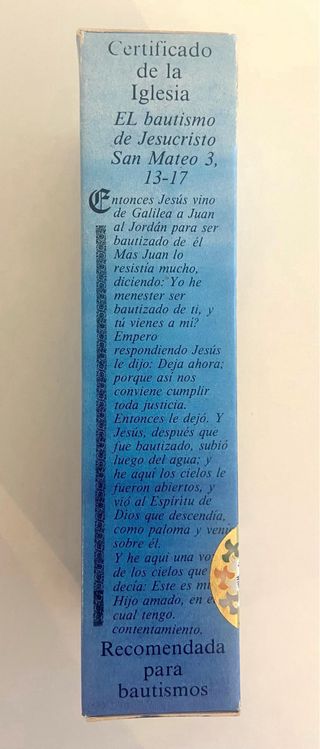 Certificado
de la
Iglesia
EL bautismo
de Jesucristo
San Mateo 3,
13-17
Entonces Jesús vino
de Galilea a Juan
al Jordán para ser
bautizado de él
Mas Juan lo
resistía mucho,
diciendo: Yo he
menester ser
bautizado de ti, y
tú vienes a mí?
Empero
respondiendo Jesús
le dijo: Deja ahora;
porque así nos
conviene cumplir
toda justicia.
Entonces le dejó. Y
Jesús, después que
fue bautizado, subió
luego del agua; y
he aquí los cielos le
fueron abiertos, y
vió al Espíritu de
Dios que descendía,
como paloma y
sobre él.
Y he aquí una
de los cielos que
decía: Este es
Hijo amado, en
cual tengo.
contentamiento.
Recomendada
para
bautismos